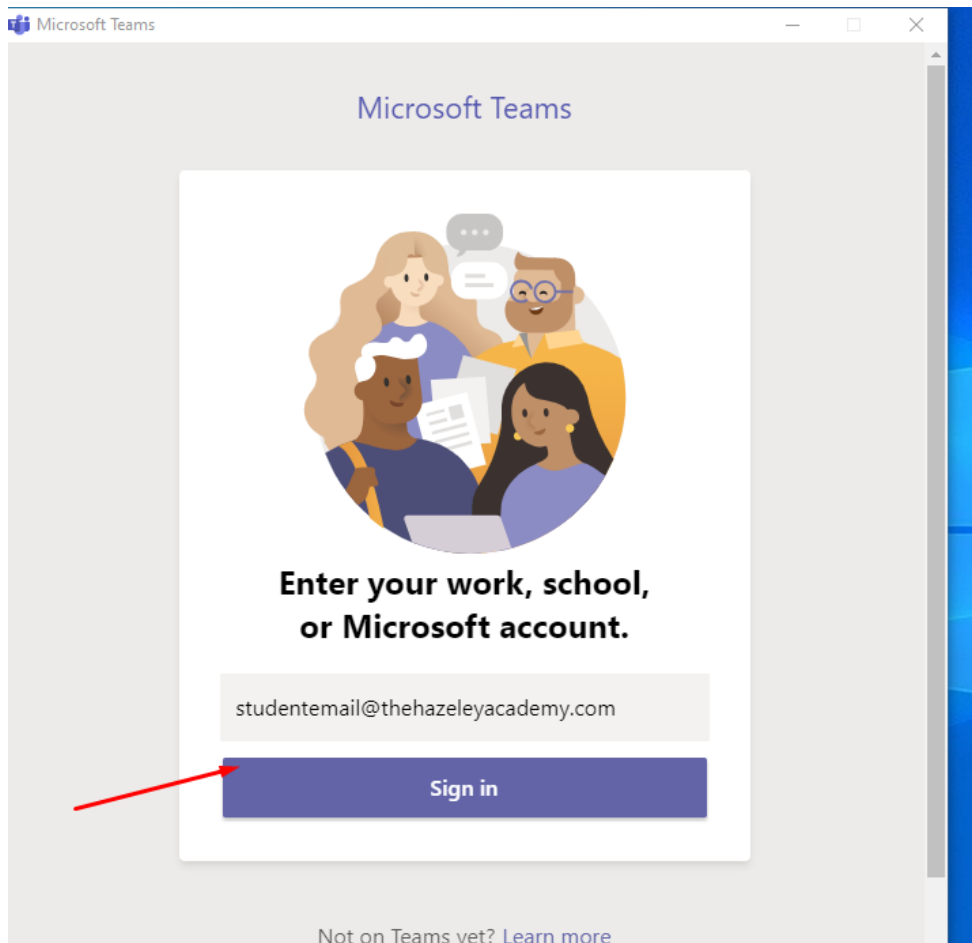 Microsoft Teams
Microsoft Teams
Enter your work, school,
or Microsoft account.
studentemail@thehazeleyacademy.com
Sign in
Not on Teams yet? Learn more